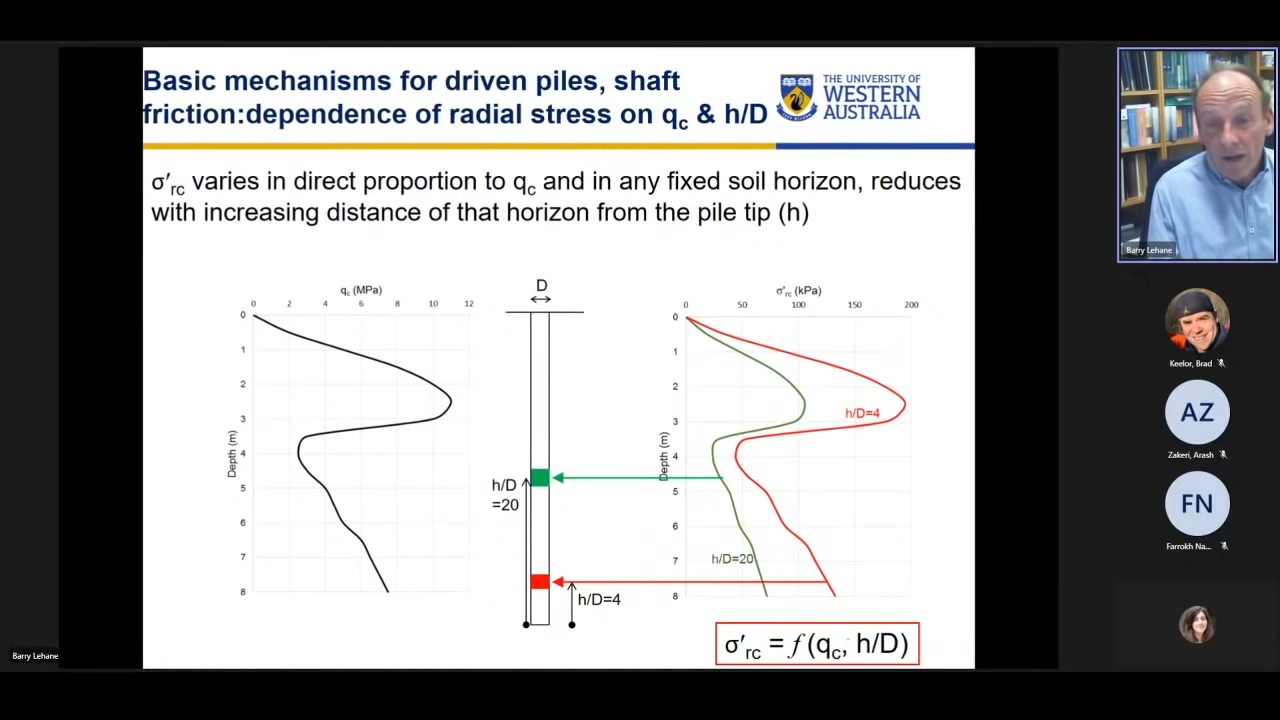 Basic mechanisms for driven piles, shaft
friction:dependence of radial stress on qc & h/D
THE UNIVERSITY OF
WESTERN
AUSTRALIA
σ′rc varies in direct proportion to qc and in any fixed soil horizon, reduces
with increasing distance of that horizon from the pile tip (h)
qc (MPa)
0 2 4 6 8 10 12
0
1
2
3
4
5
6
7
8
Depth (m)
D
h/D
=20
h/D=4
σ′rc (kPa)
0 50 100 150 200
0
1
2
3
4
5
6
7
8
Depth (m)
h/D=4
h/D=20
σ′rc = f (qc, h/D)
Barry Lehane
Barry Lehane
Keelor, Brad
AZ
Zakeri, Arash
FN
Farrokh Na...